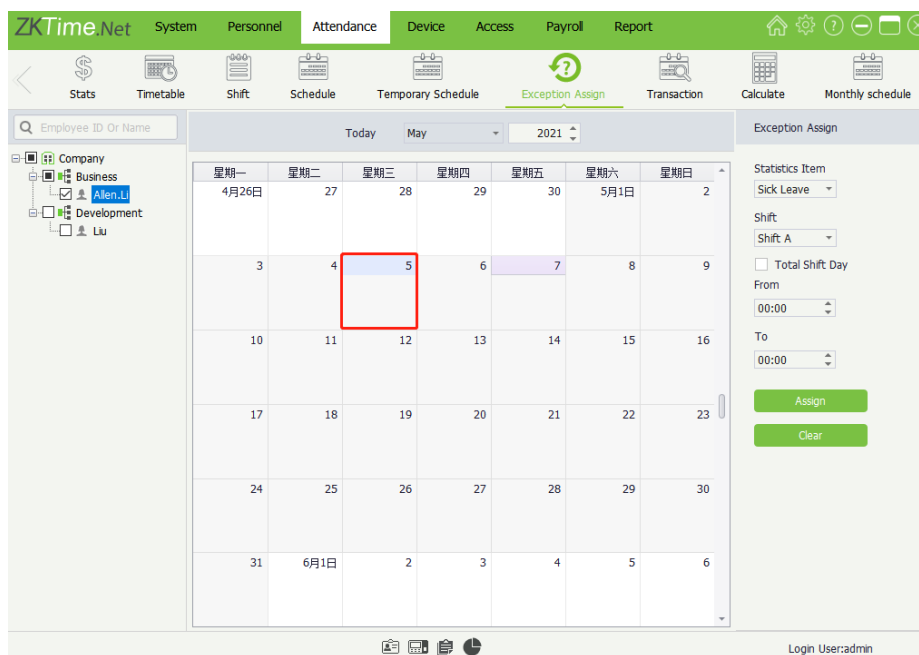 ZKTime.Net System Personnel Attendance Device Access Payroll Report
Stats Timetable Shift Schedule Temporary Schedule Exception Assign Transaction Calculate Monthly schedule
Employee ID Or Name
Company
Business
Allen.Li
Development
Liu
Today May 2021
星期一 星期二 星期三 星期四 星期五 星期六 星期日
4月26日 27 28 29 30 5月1日 2
3 4 5 6 7 8 9
10 11 12 13 14 15 16
17 18 19 20 21 22 23
24 25 26 27 28 29 30
31 6月1日 2 3 4 5 6
Exception Assign
Statistics Item
Sick Leave
Shift
Shift A
Total Shift Day
From
00:00
To
00:00
Assign
Clear
Login User:admin